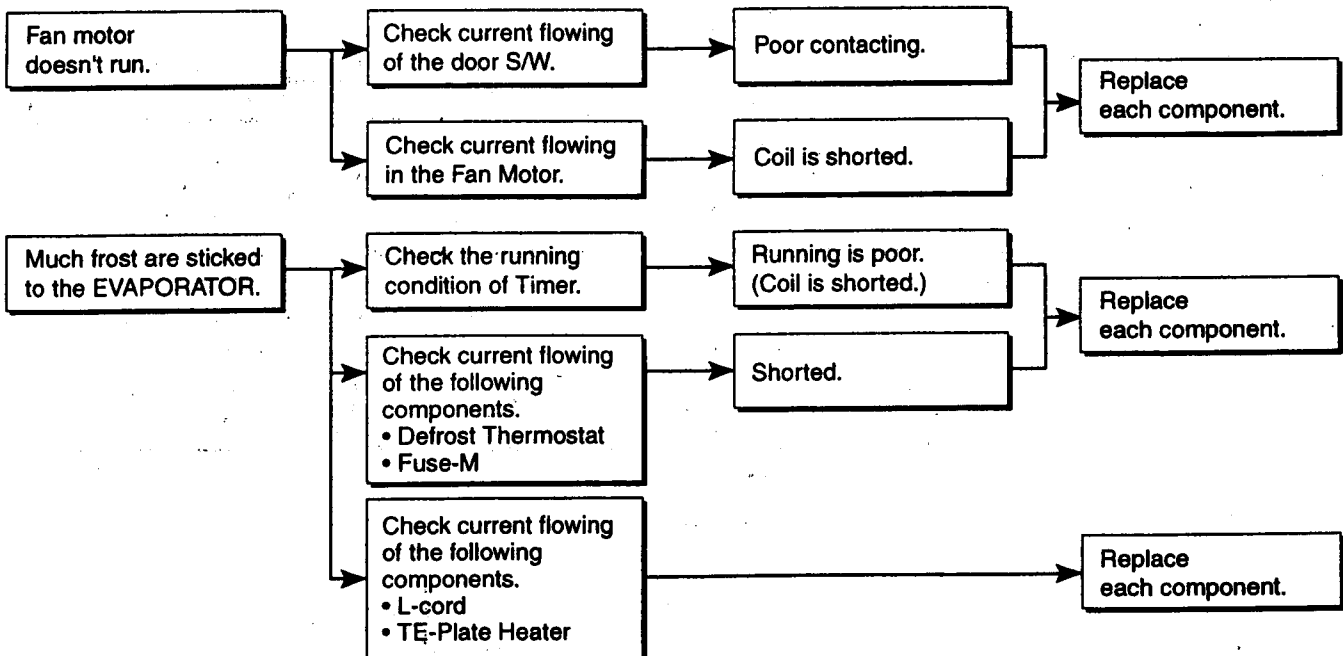 Fan motor
doesn't run.
Check current flowing
of the door S/W.
Poor contacting.
Replace
each component.
Check current flowing
in the Fan Motor.
Coil is shorted.
Much frost are sticked
to the EVAPORATOR.
Check the running
condition of Timer.
Running is poor.
(Coil is shorted.)
Replace
each component.
Check current flowing
of the following
components.
• Defrost Thermostat
• Fuse-M
Shorted.
Check current flowing
of the following
components.
• L-cord
• TE-Plate Heater
Replace
each component.